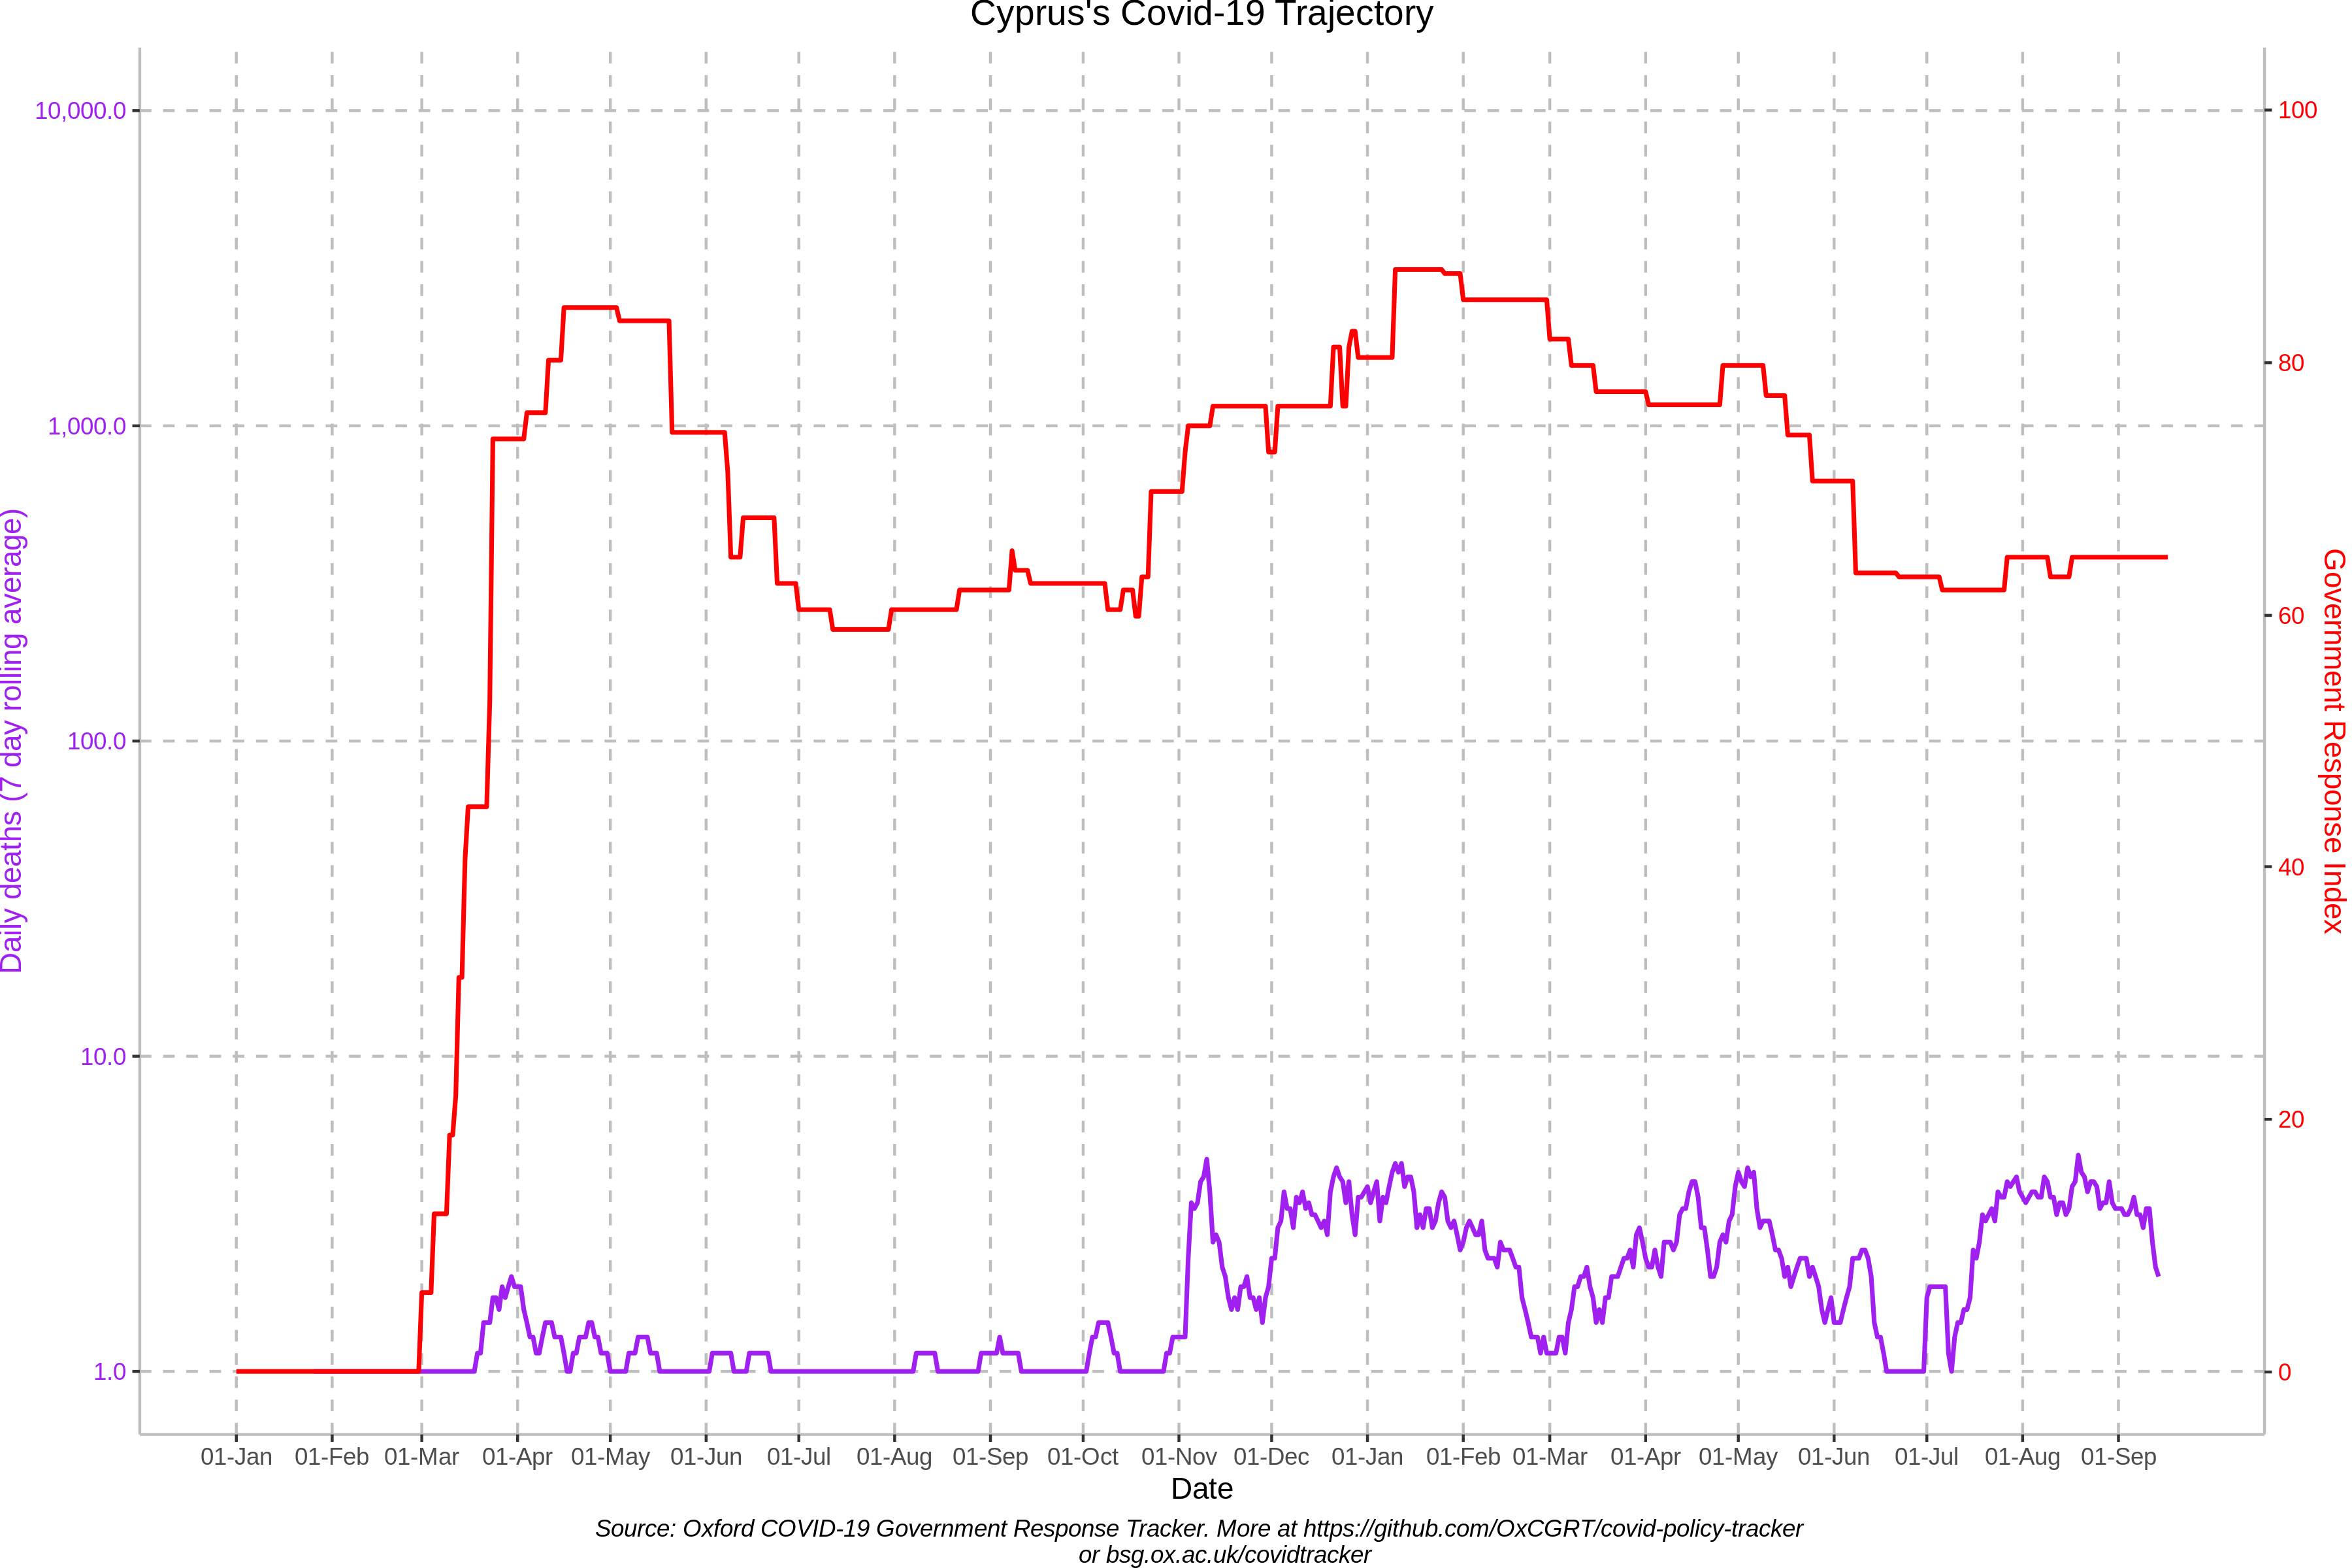 Cyprus's Covid-19 Trajectory
10,000.0
1,000.0
100.0
10.0
1.0
Daily deaths (7 day rolling average)
100
80
60
40
20
0
Government Response Index
01-Jan 01-Feb 01-Mar 01-Apr 01-May 01-Jun 01-Jul 01-Aug 01-Sep 01-Oct 01-Nov 01-Dec 01-Jan 01-Feb 01-Mar 01-Apr 01-May 01-Jun 01-Jul 01-Aug 01-Sep
Date
Source: Oxford COVID-19 Government Response Tracker. More at https://github.com/OxCGRT/covid-policy-tracker
or bsg.ox.ac.uk/covidtracker